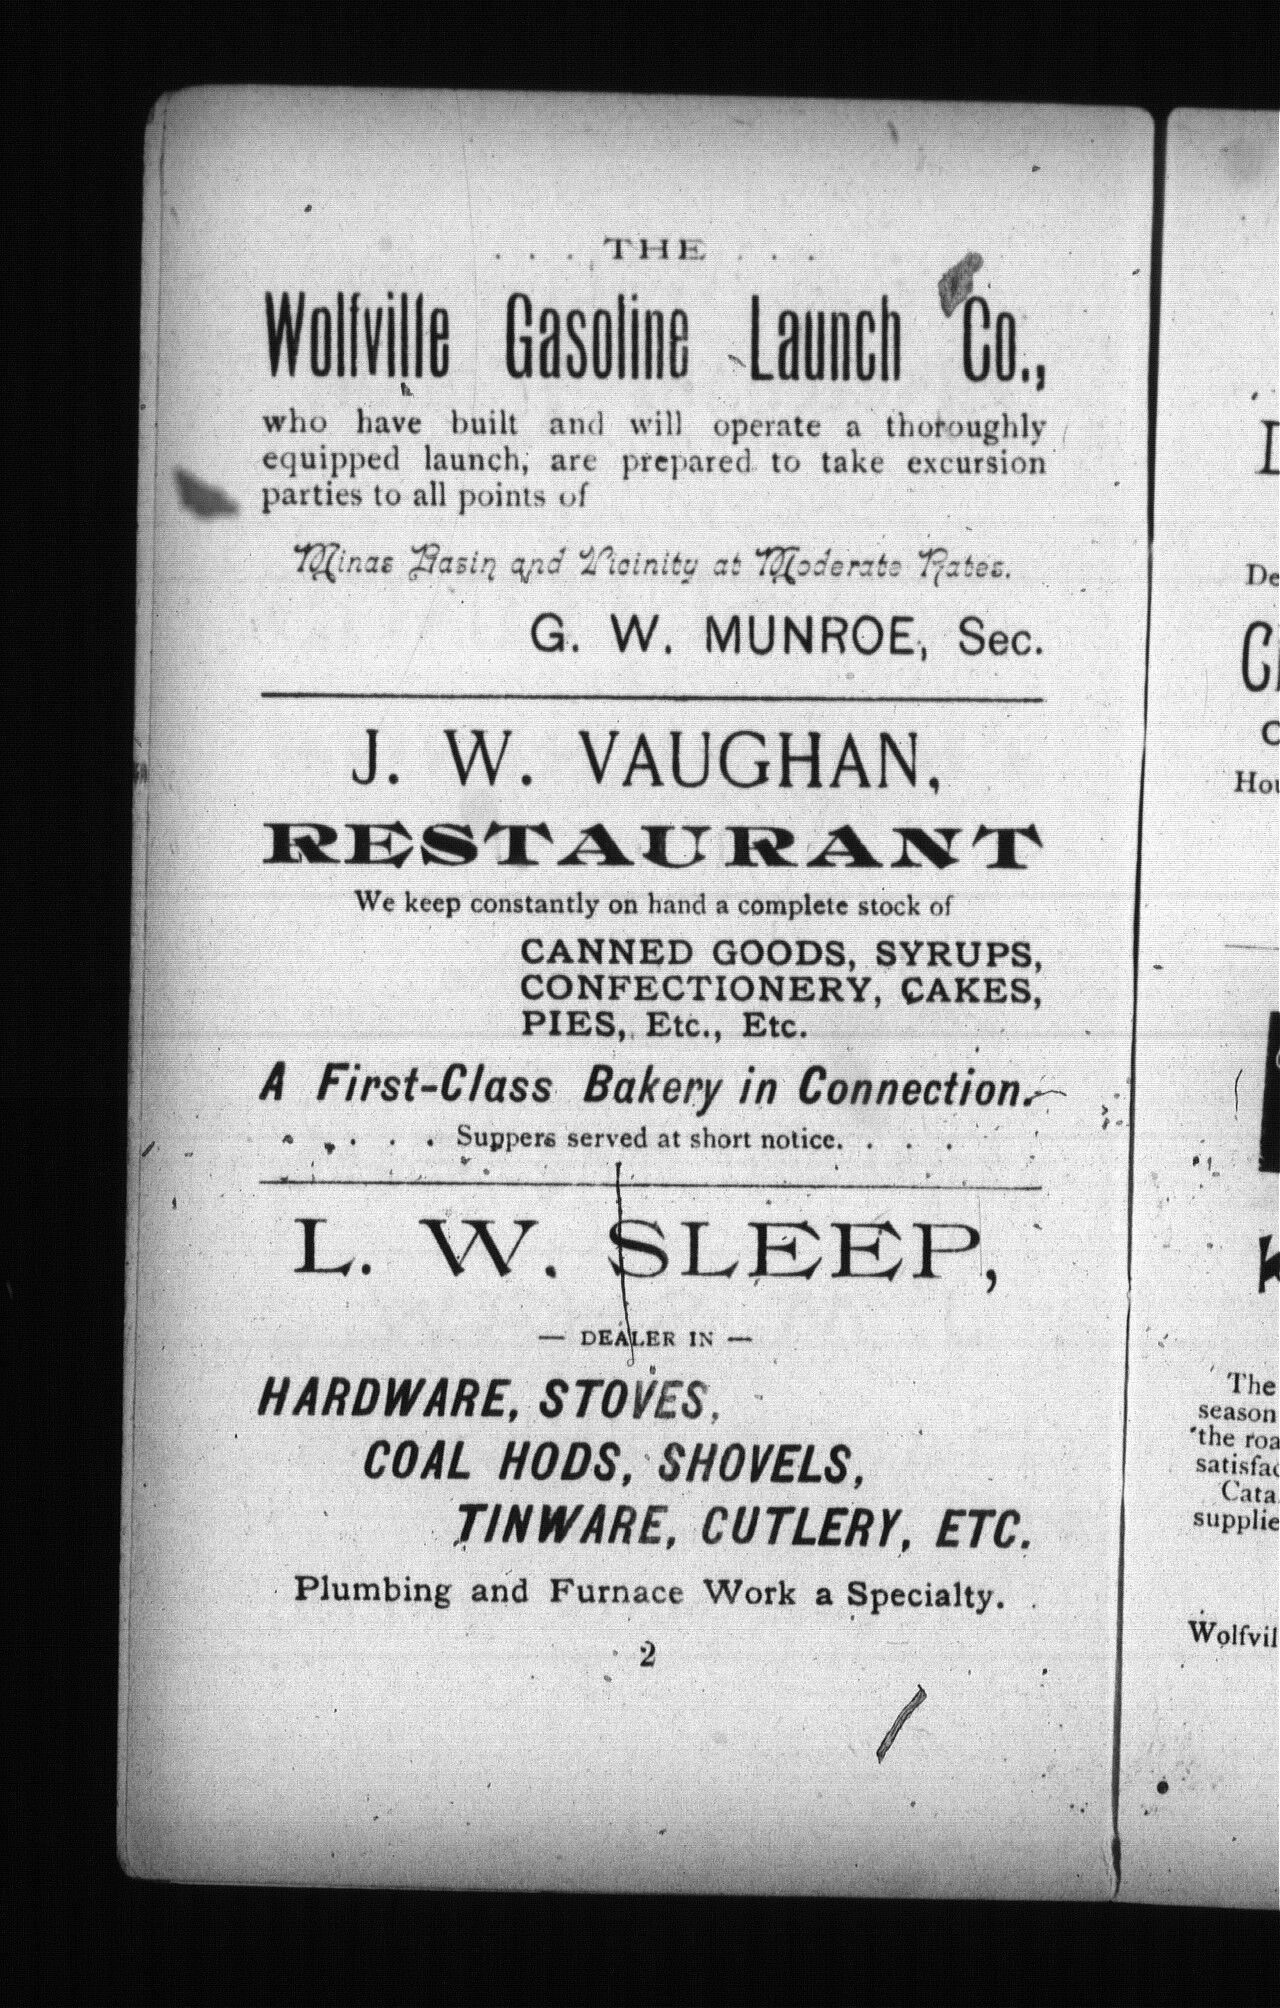 . . . THE . . .
Wolfville Gasoline Launch Co.,
who have built and will operate a thoroughly
equipped launch, are prepared to take excursion
parties to all points of
Minas Basin and Vicinity at Moderate Rates.
G. W. MUNROE, Sec.
J. W. VAUGHAN,
RESTAURANT
We keep constantly on hand a complete stock of
CANNED GOODS, SYRUPS,
CONFECTIONERY, CAKES,
PIES, Etc., Etc.
A First-Class Bakery in Connection.
. . . . . Suppers served at short notice. . . .
L. W. SLEEP,
— DEALER IN —
HARDWARE, STOVES,
COAL HODS, SHOVELS,
TINWARE, CUTLERY, ETC.
Plumbing and Furnace Work a Specialty.
2
The
season
the roa
satisfac
Cata
supplie
Wolfvil